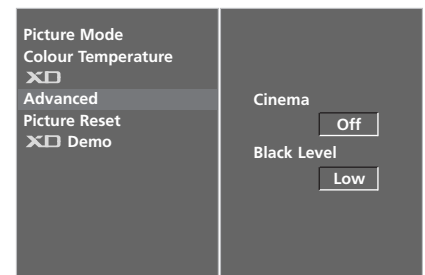 Picture Mode
Colour Temperature
XD
Advanced
Picture Reset
XD Demo
Cinema
Off
Black Level
Low